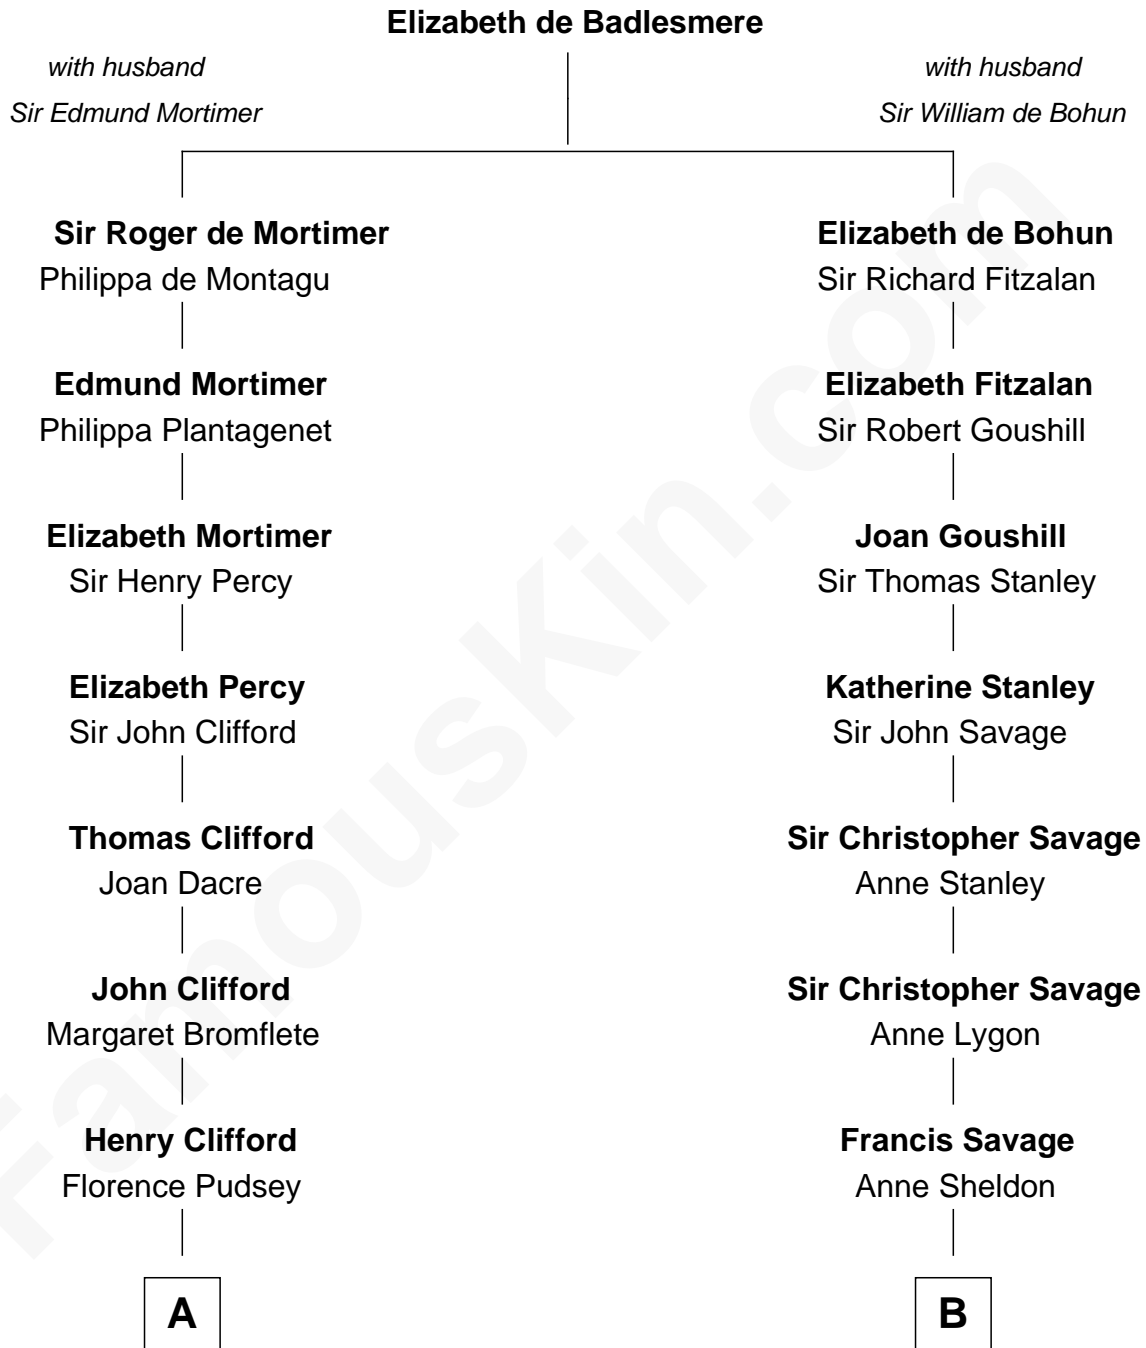 Elizabeth de Badlesmere
with husband
Sir Edmund Mortimer
with husband
Sir William de Bohun
Sir Roger de Mortimer
Philippa de Montagu
Edmund Mortimer
Philippa Plantagenet
Elizabeth Mortimer
Sir Henry Percy
Elizabeth Percy
Sir John Clifford
Thomas Clifford
Joan Dacre
John Clifford
Margaret Bromflete
Henry Clifford
Florence Pudsey
A
Elizabeth de Bohun
Sir Richard Fitzalan
Elizabeth Fitzalan
Sir Robert Goushill
Joan Goushill
Sir Thomas Stanley
Katherine Stanley
Sir John Savage
Sir Christopher Savage
Anne Stanley
Sir Christopher Savage
Anne Lygon
Francis Savage
Anne Sheldon
B
FamousKin.com